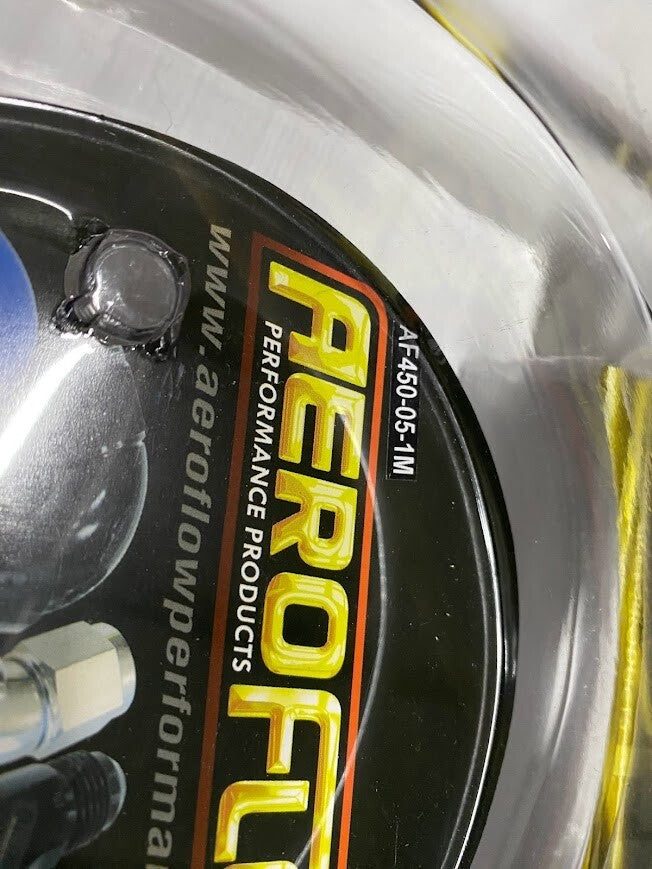 AF450-05-1M
AEROFL
PERFORMANCE PRODUCTS
www.aeroflowperforma